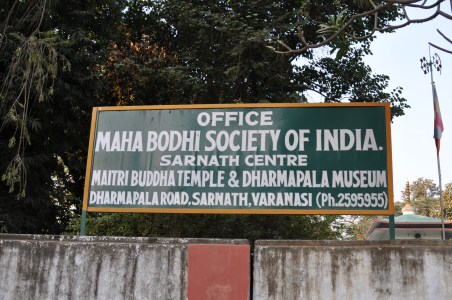 OFFICE
MAHA BODHI SOCIETY OF INDIA.
SARNATH CENTRE
MAITRI BUDDHA TEMPLE & DHARMAPALA MUSEUM
DHARMAPALA ROAD, SARNATH, VARANASI (Ph.2595955)